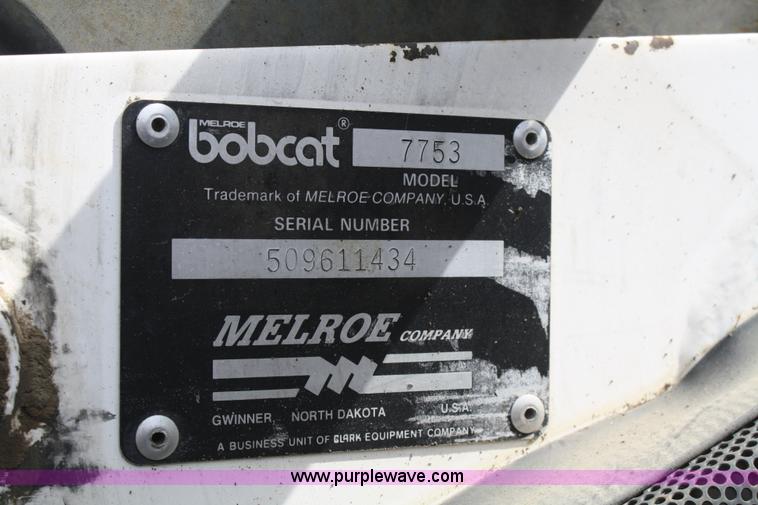 MELROE
bobcat® 7753
MODEL
Trademark of MELROE COMPANY, U.S.A.
SERIAL NUMBER
509611434
MELROE COMPANY
GWINNER, NORTH DAKOTA U.S.A.
A BUSINESS UNIT OF CLARK EQUIPMENT COMPANY
www.purplewave.com